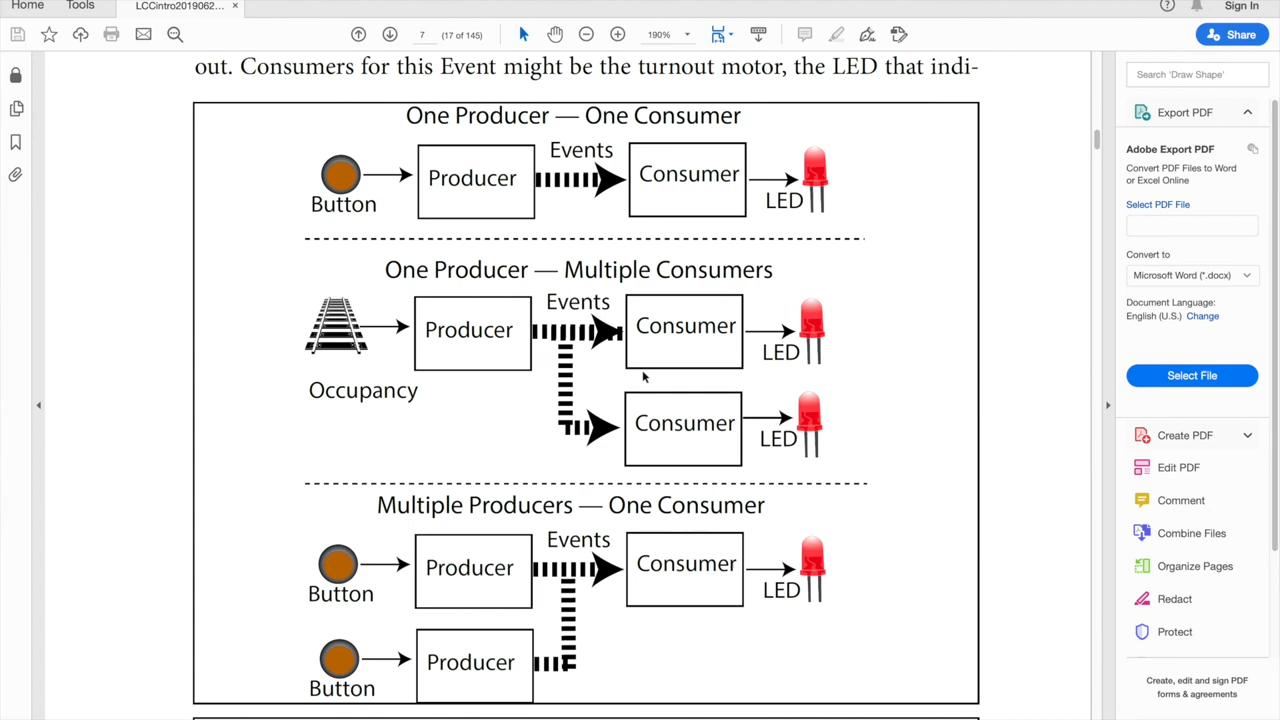 Home Tools LCCintro2019062... × Sign In
7 (17 of 145) 190% Share
out. Consumers for this Event might be the turnout motor, the LED that indi-
One Producer — One Consumer
Events
Button
Producer
Consumer
LED
One Producer — Multiple Consumers
Events
Occupancy
Producer
Consumer
LED
Consumer
LED
Multiple Producers — One Consumer
Events
Button
Producer
Consumer
LED
Button
Producer
Search 'Draw Shape'
Export PDF
Adobe Export PDF
Convert PDF Files to Word
or Excel Online
Select PDF File
Convert to
Microsoft Word (*.docx)
Document Language:
English (U.S.) Change
Select File
Create PDF
Edit PDF
Comment
Combine Files
Organize Pages
Redact
Protect
Create, edit and sign PDF
forms & agreements